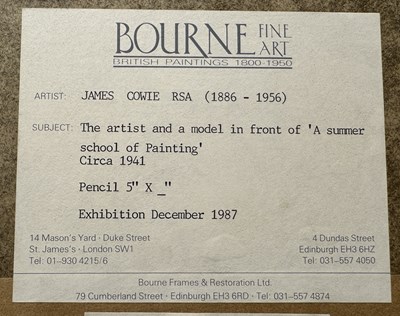 BOURNE FINE ART
BRITISH PAINTINGS 1800-1950
ARTIST: JAMES COWIE RSA (1886 - 1956)
SUBJECT: The artist and a model in front of 'A summer
school of Painting'
Circa 1941
Pencil 5" X _"
Exhibition December 1987
14 Mason's Yard · Duke Street
St. James's · London SW1
Tel: 01-930 4215/6
4 Dundas Street
Edinburgh EH3 6HZ
Tel: 031-557 4050
Bourne Frames & Restoration Ltd.
79 Cumberland Street · Edinburgh EH3 6RD · Tel: 031-557 4874